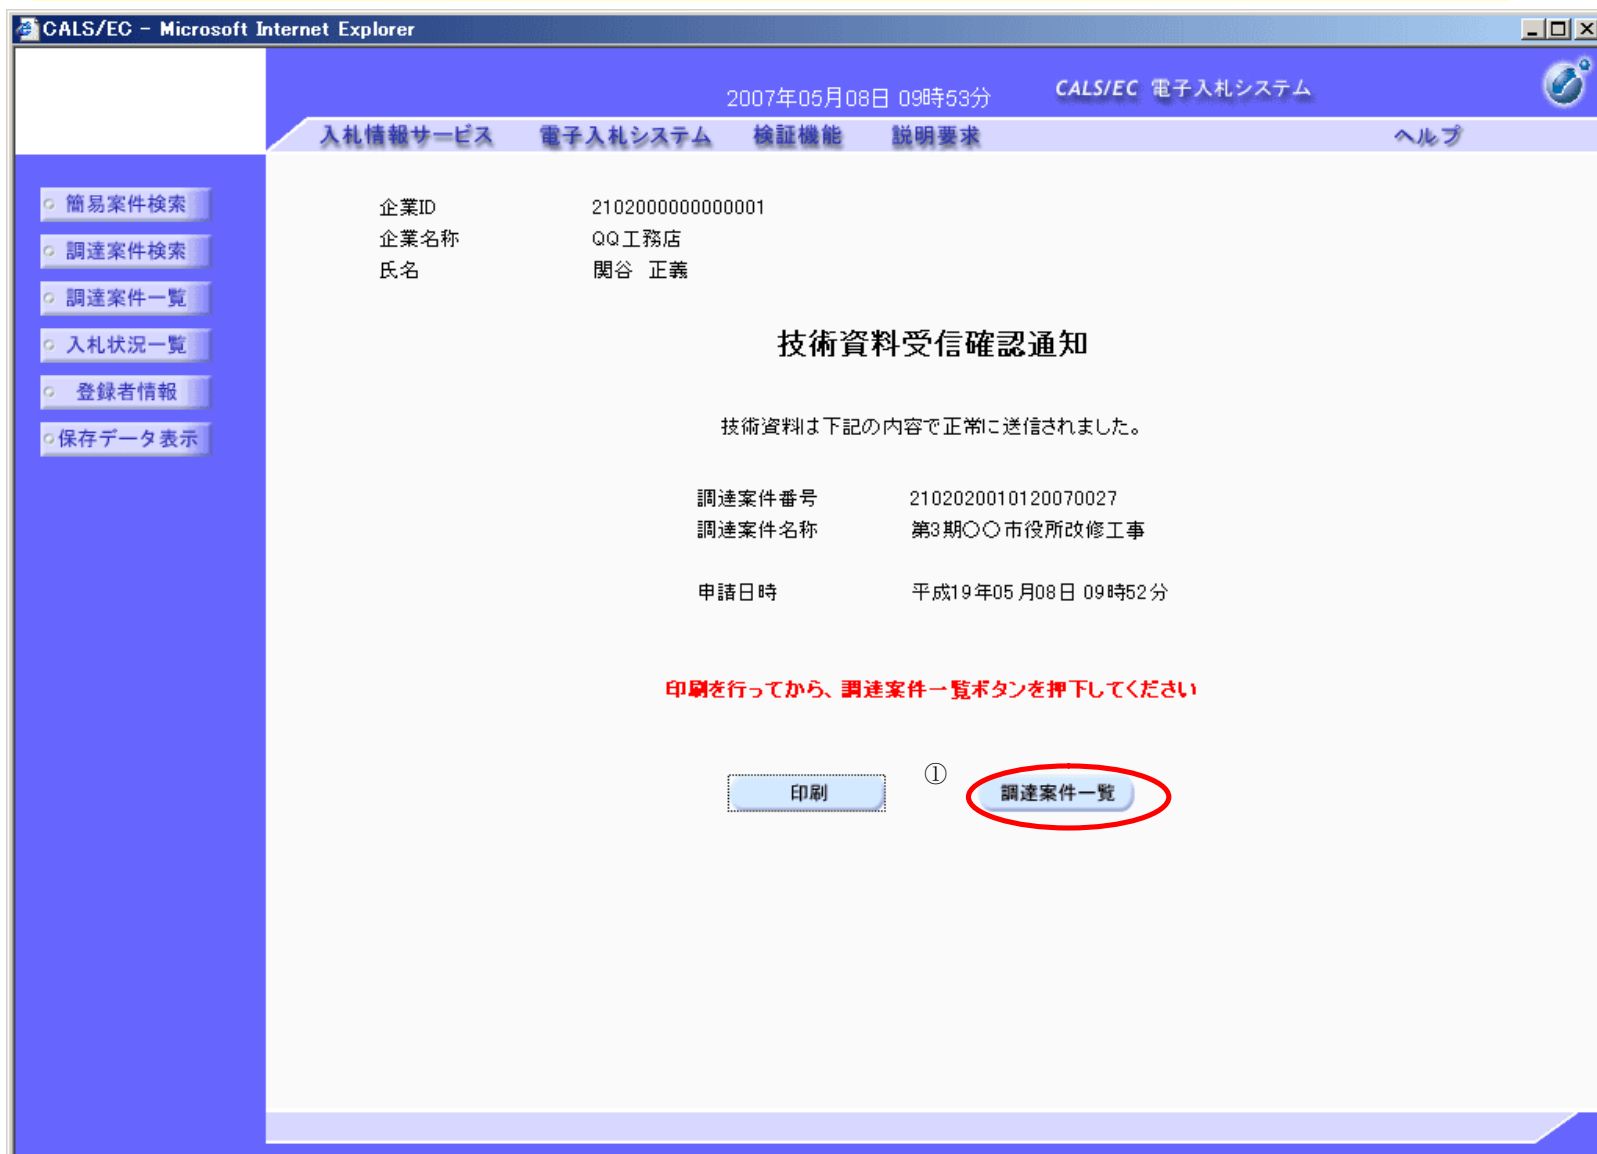 CALS/EC - Microsoft Internet Explorer
2007年05月08日 09時53分
CALS/EC 電子入札システム
入札情報サービス 電子入札システム 検証機能 説明要求 ヘルプ
簡易案件検索
調達案件検索
調達案件一覧
入札状況一覧
登録者情報
保存データ表示
企業ID 2102000000000001
企業名称 QQ工務店
氏名 関谷 正義
技術資料受信確認通知
技術資料は下記の内容で正常に送信されました。
調達案件番号 2102020010120070027
調達案件名称 第3期〇〇市役所改修工事
申請日時 平成19年05月08日 09時52分
印刷を行ってから、調達案件一覧ボタンを押下してください
印刷 ① 調達案件一覧